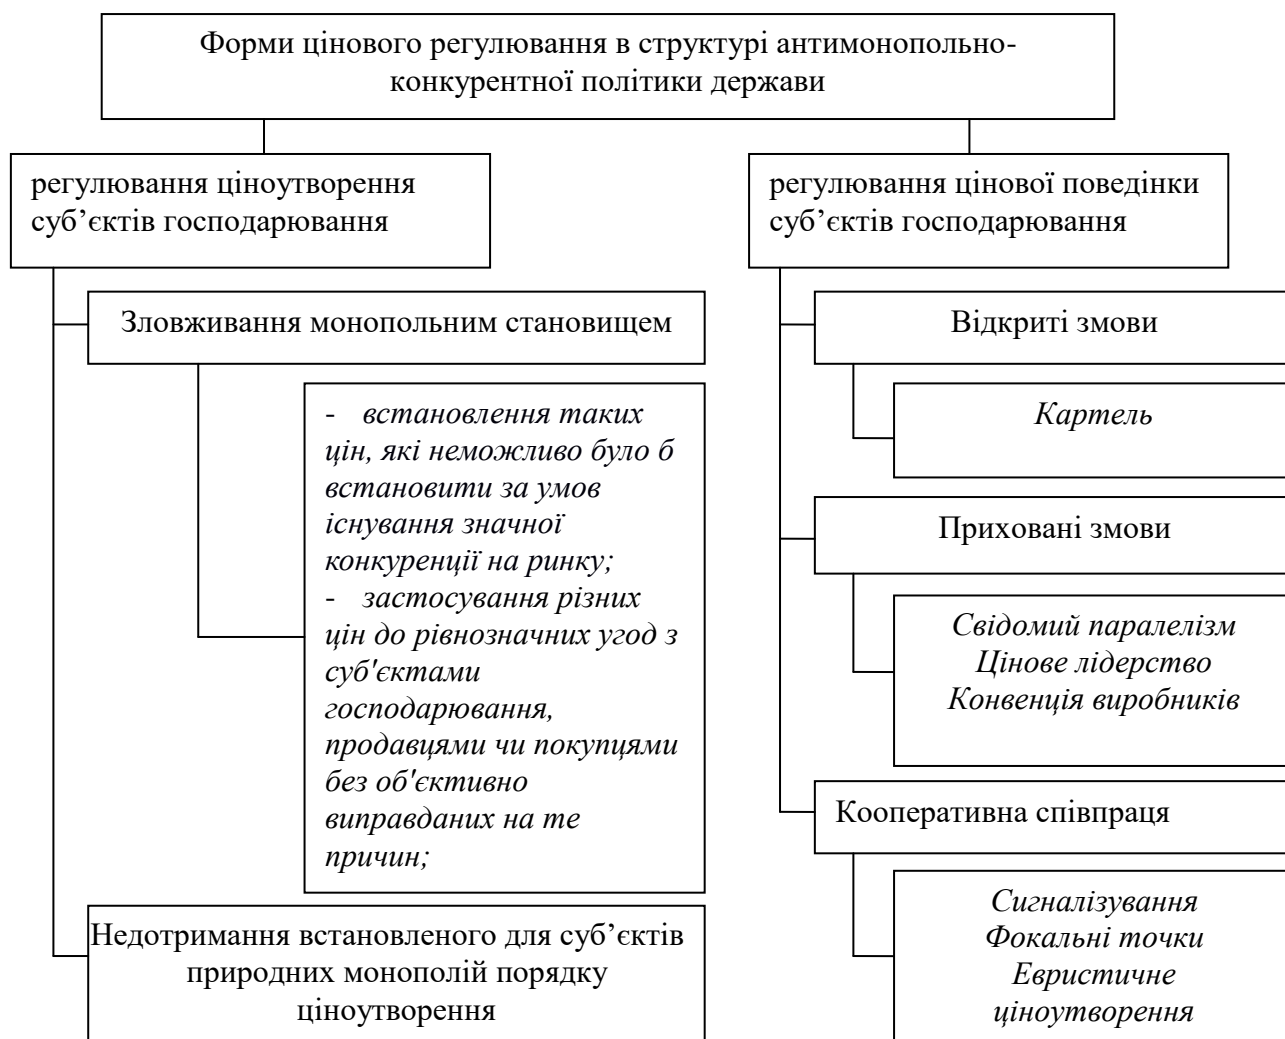 Форми цінового регулювання в структурі антимонопольно-
конкурентної політики держави
регулювання ціноутворення
суб’єктів господарювання
Зловживання монопольним становищем
- встановлення таких
цін, які неможливо було б
встановити за умов
існування значної
конкуренції на ринку;
- застосування різних
цін до рівнозначних угод з
суб'єктами
господарювання,
продавцями чи покупцями
без об'єктивно
виправданих на те
причин;
Недотримання встановленого для суб’єктів
природних монополій порядку
ціноутворення
регулювання цінової поведінки
суб’єктів господарювання
Відкриті змови
Картель
Приховані змови
Свідомий паралелізм
Цінове лідерство
Конвенція виробників
Кооперативна співпраця
Сигналізування
Фокальні точки
Евристичне
ціноутворення